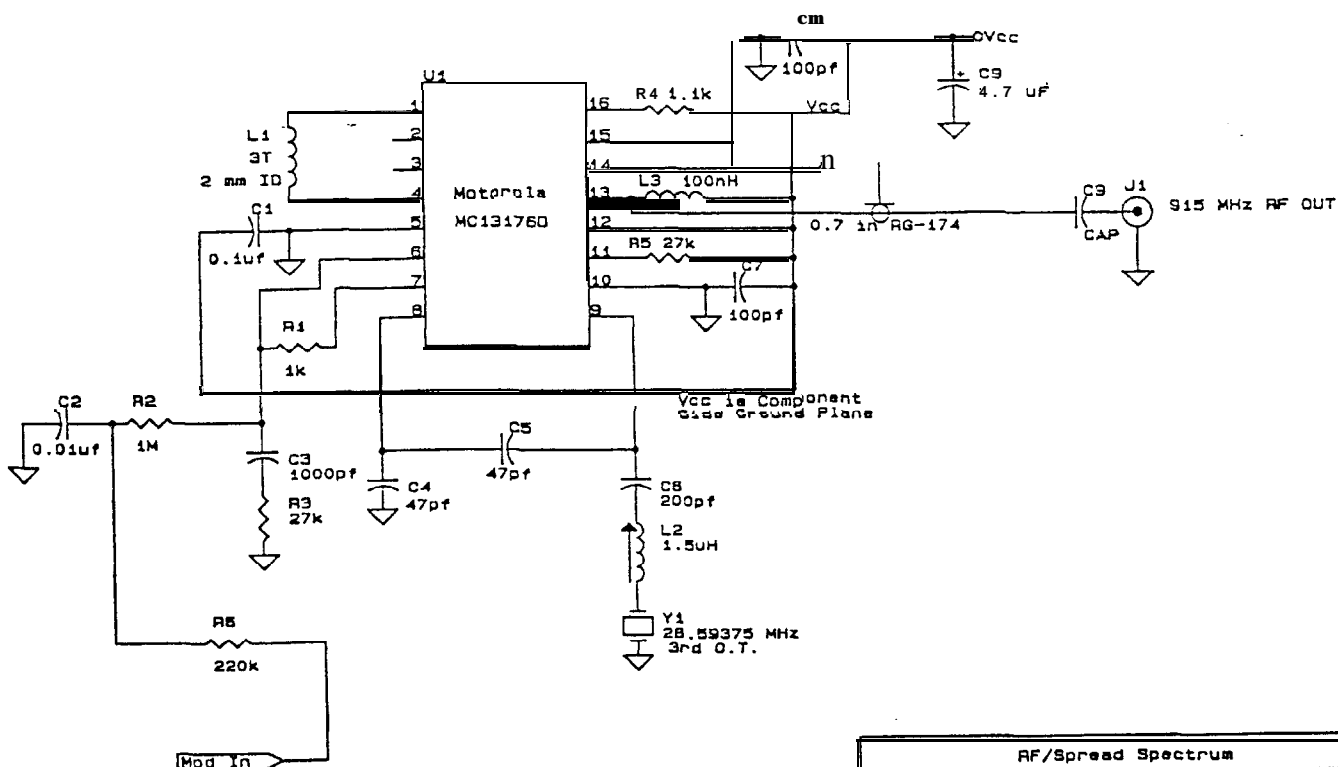 cm
0Vcc
100pf
C9
4.7 uF
U1
1
2
3
4
5
6
7
8
16
15
14
13
12
11
10
9
R4 1.1k
Vcc
n
L1
3T
2 mm ID
Motorola
MC13176D
L3 100nH
0.7 in RG-174
C9
CAP
J1
915 MHz RF OUT
C1
0.1uf
R5 27k
C7
100pf
R1
1k
Vcc is Component
Side Ground Plane
C2
0.01uf
R2
1M
C3
1000pf
R3
27k
C4
47pf
C5
47pf
C6
200pf
L2
1.5uH
Y1
28.59375 MHz
3rd O.T.
R6
220k
Mod In
RF/Spread Spectrum